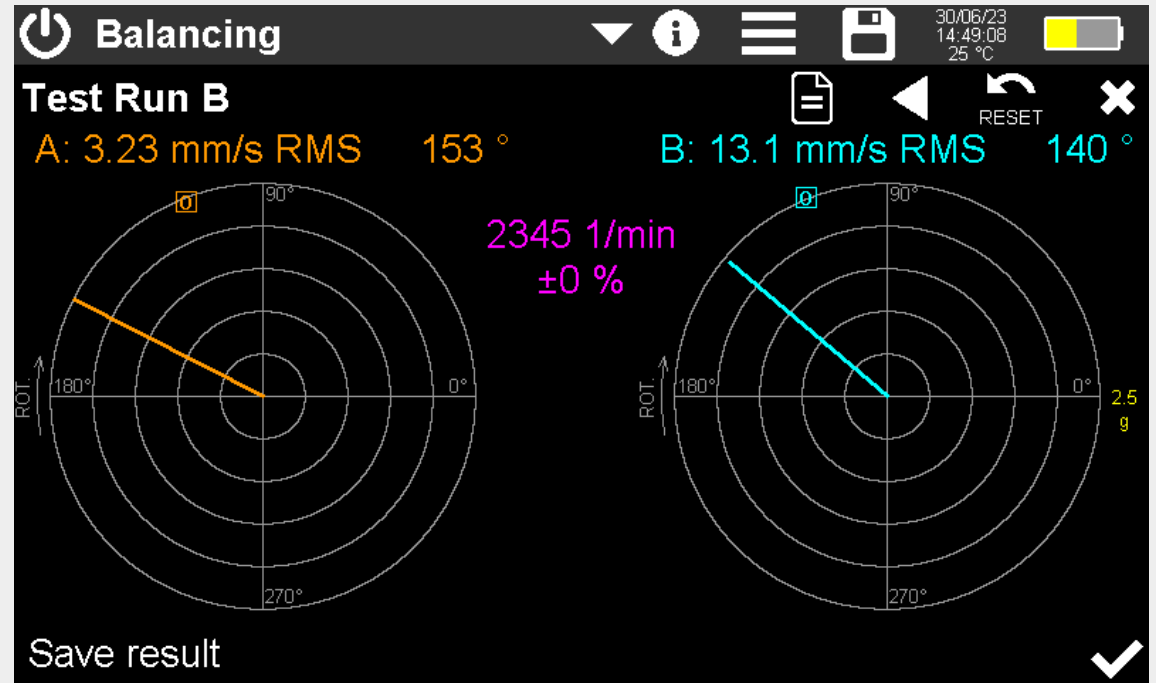 Balancing
30/06/23
14:49:08
25 °C
Test Run B
RESET
A: 3.23 mm/s RMS 153 °
B: 13.1 mm/s RMS 140 °
0
90°
0
90°
2345 1/min
±0 %
ROT.
180°
0°
ROT.
180°
0°
2.5
g
270°
270°
Save result